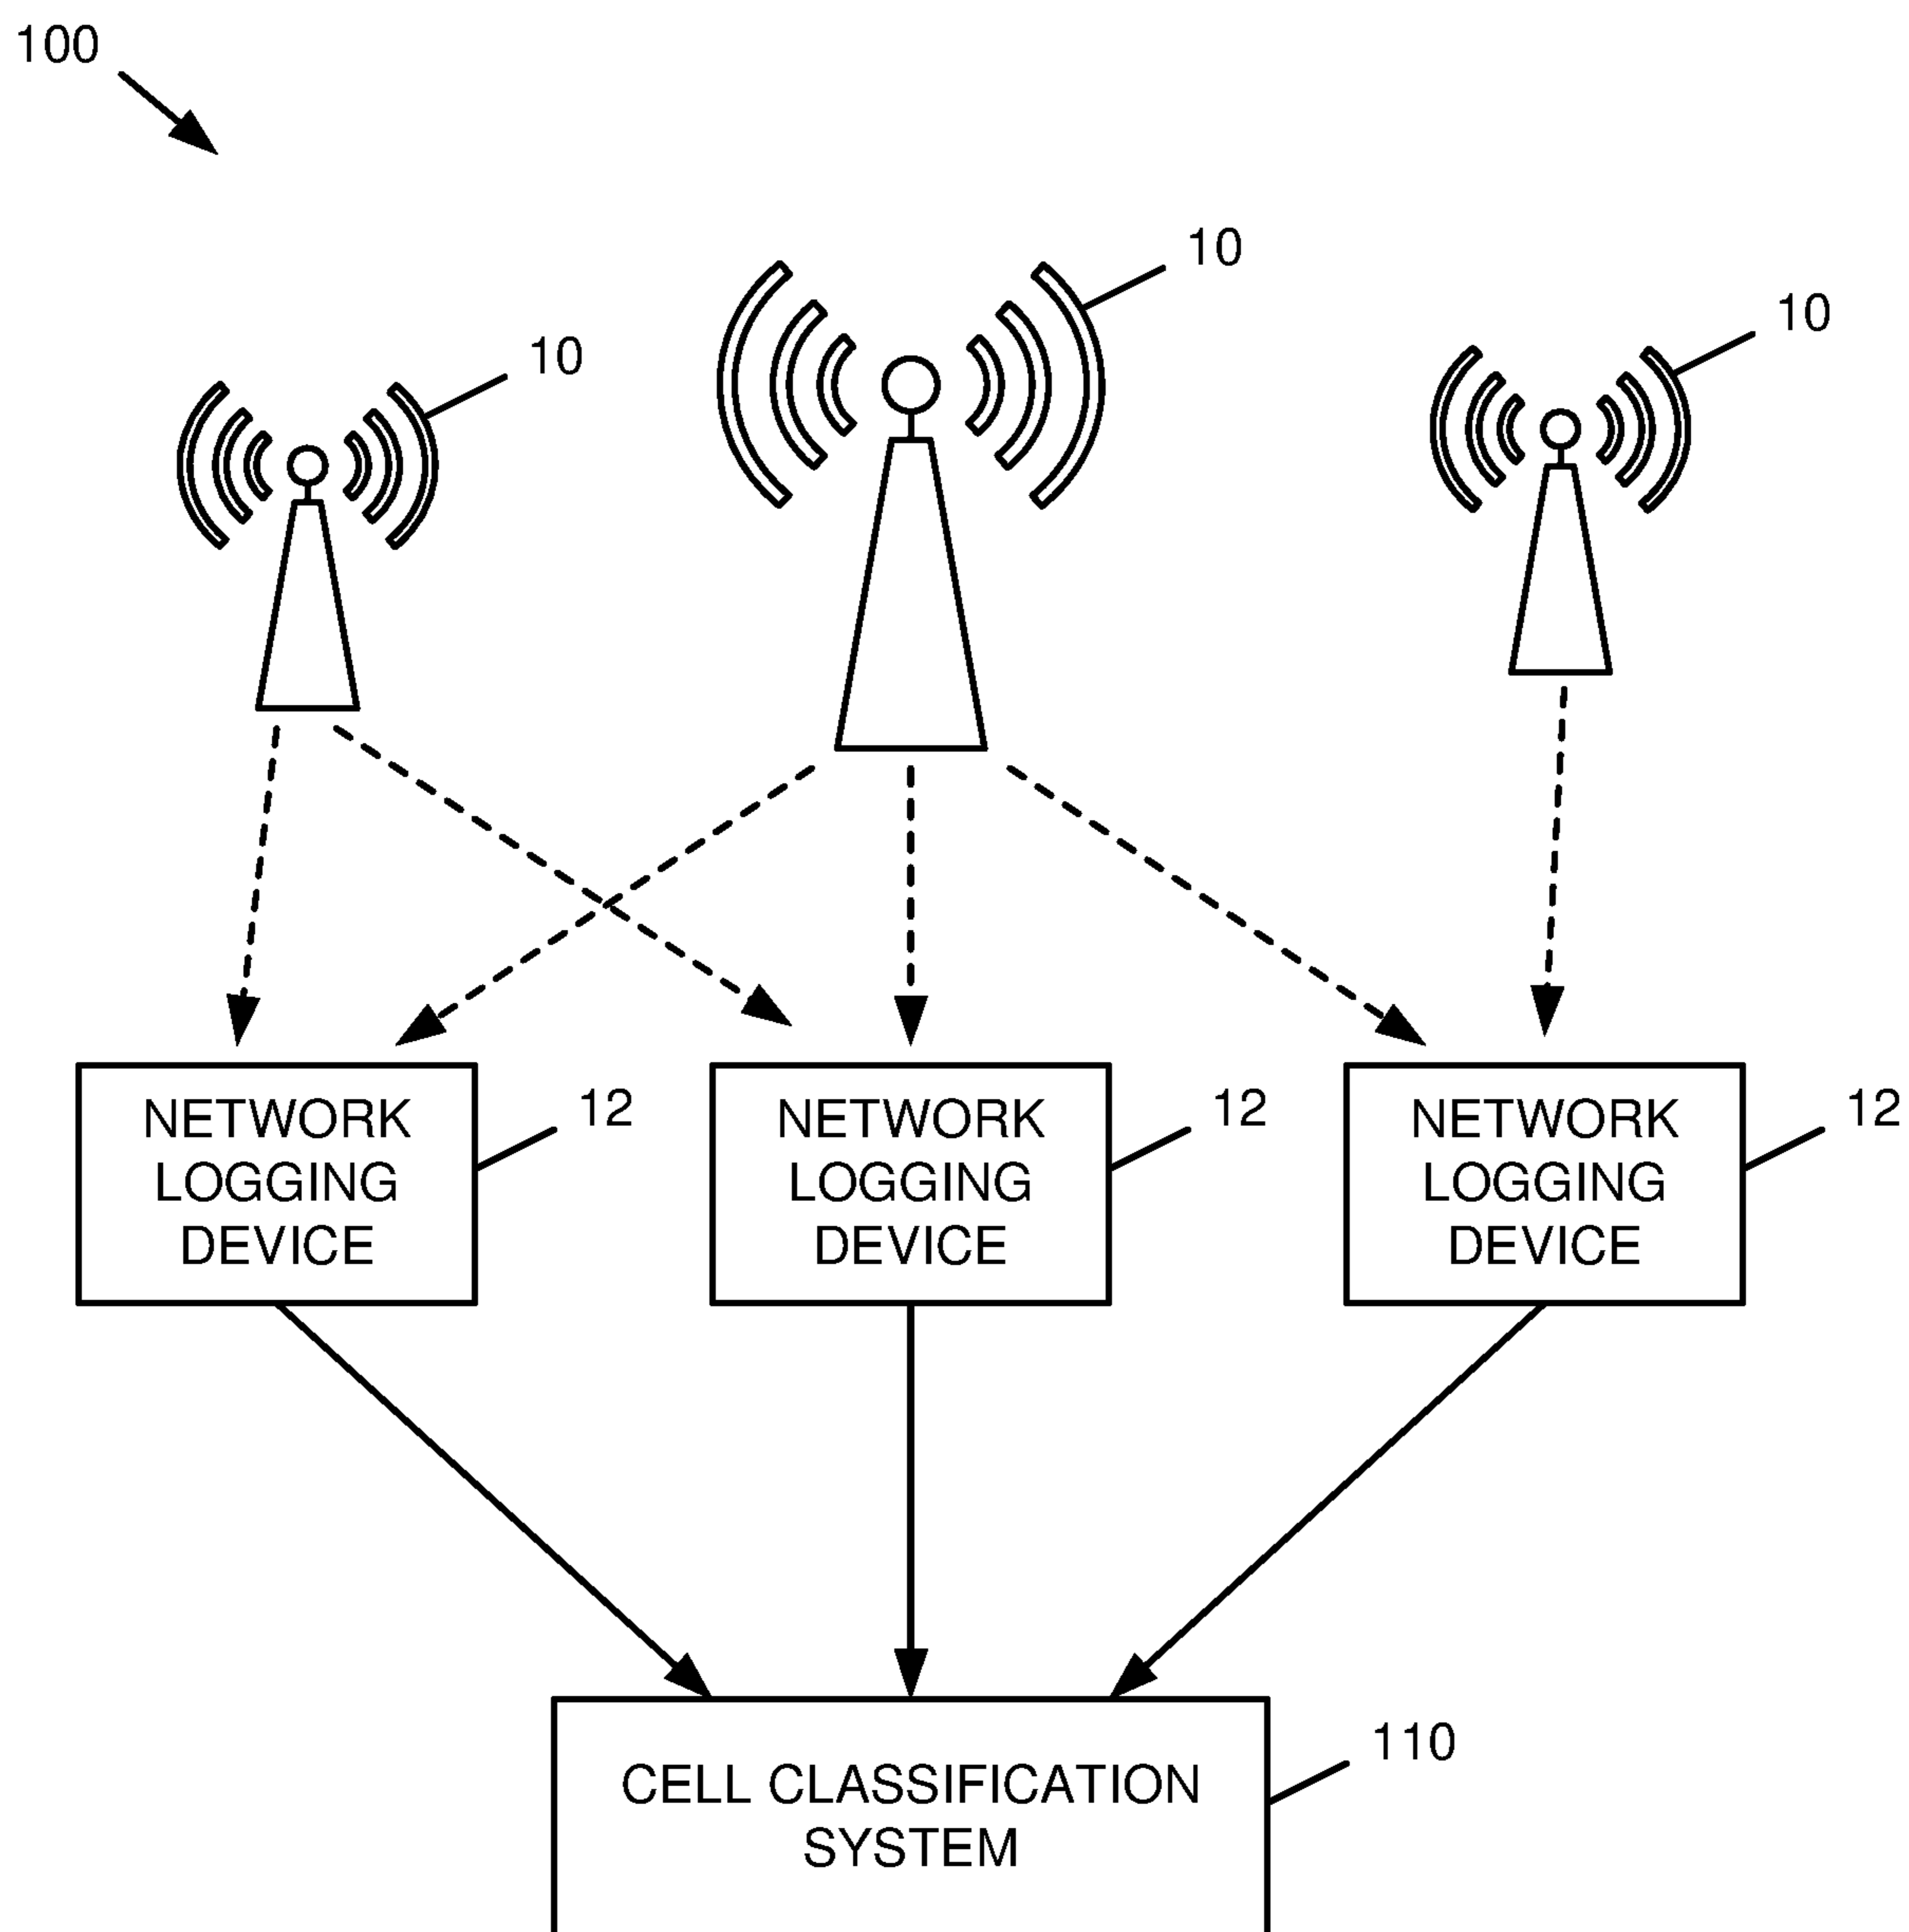 100
10
10
10
NETWORK
LOGGING
DEVICE
12
NETWORK
LOGGING
DEVICE
12
NETWORK
LOGGING
DEVICE
12
CELL CLASSIFICATION
SYSTEM
110